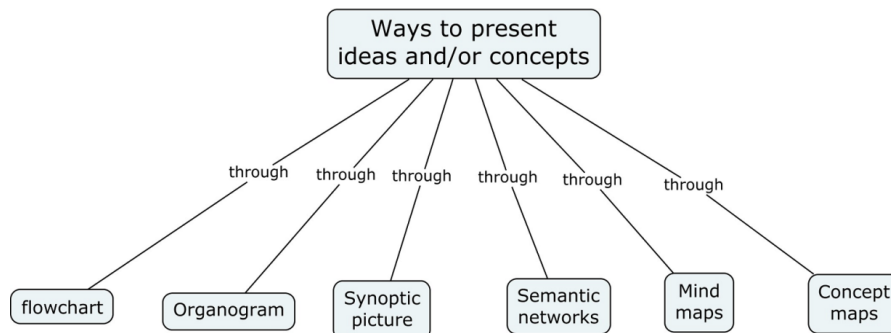 Ways to present
ideas and/or concepts
through
through
through
through
through
through
flowchart
Organogram
Synoptic
picture
Semantic
networks
Mind
maps
Concept
maps